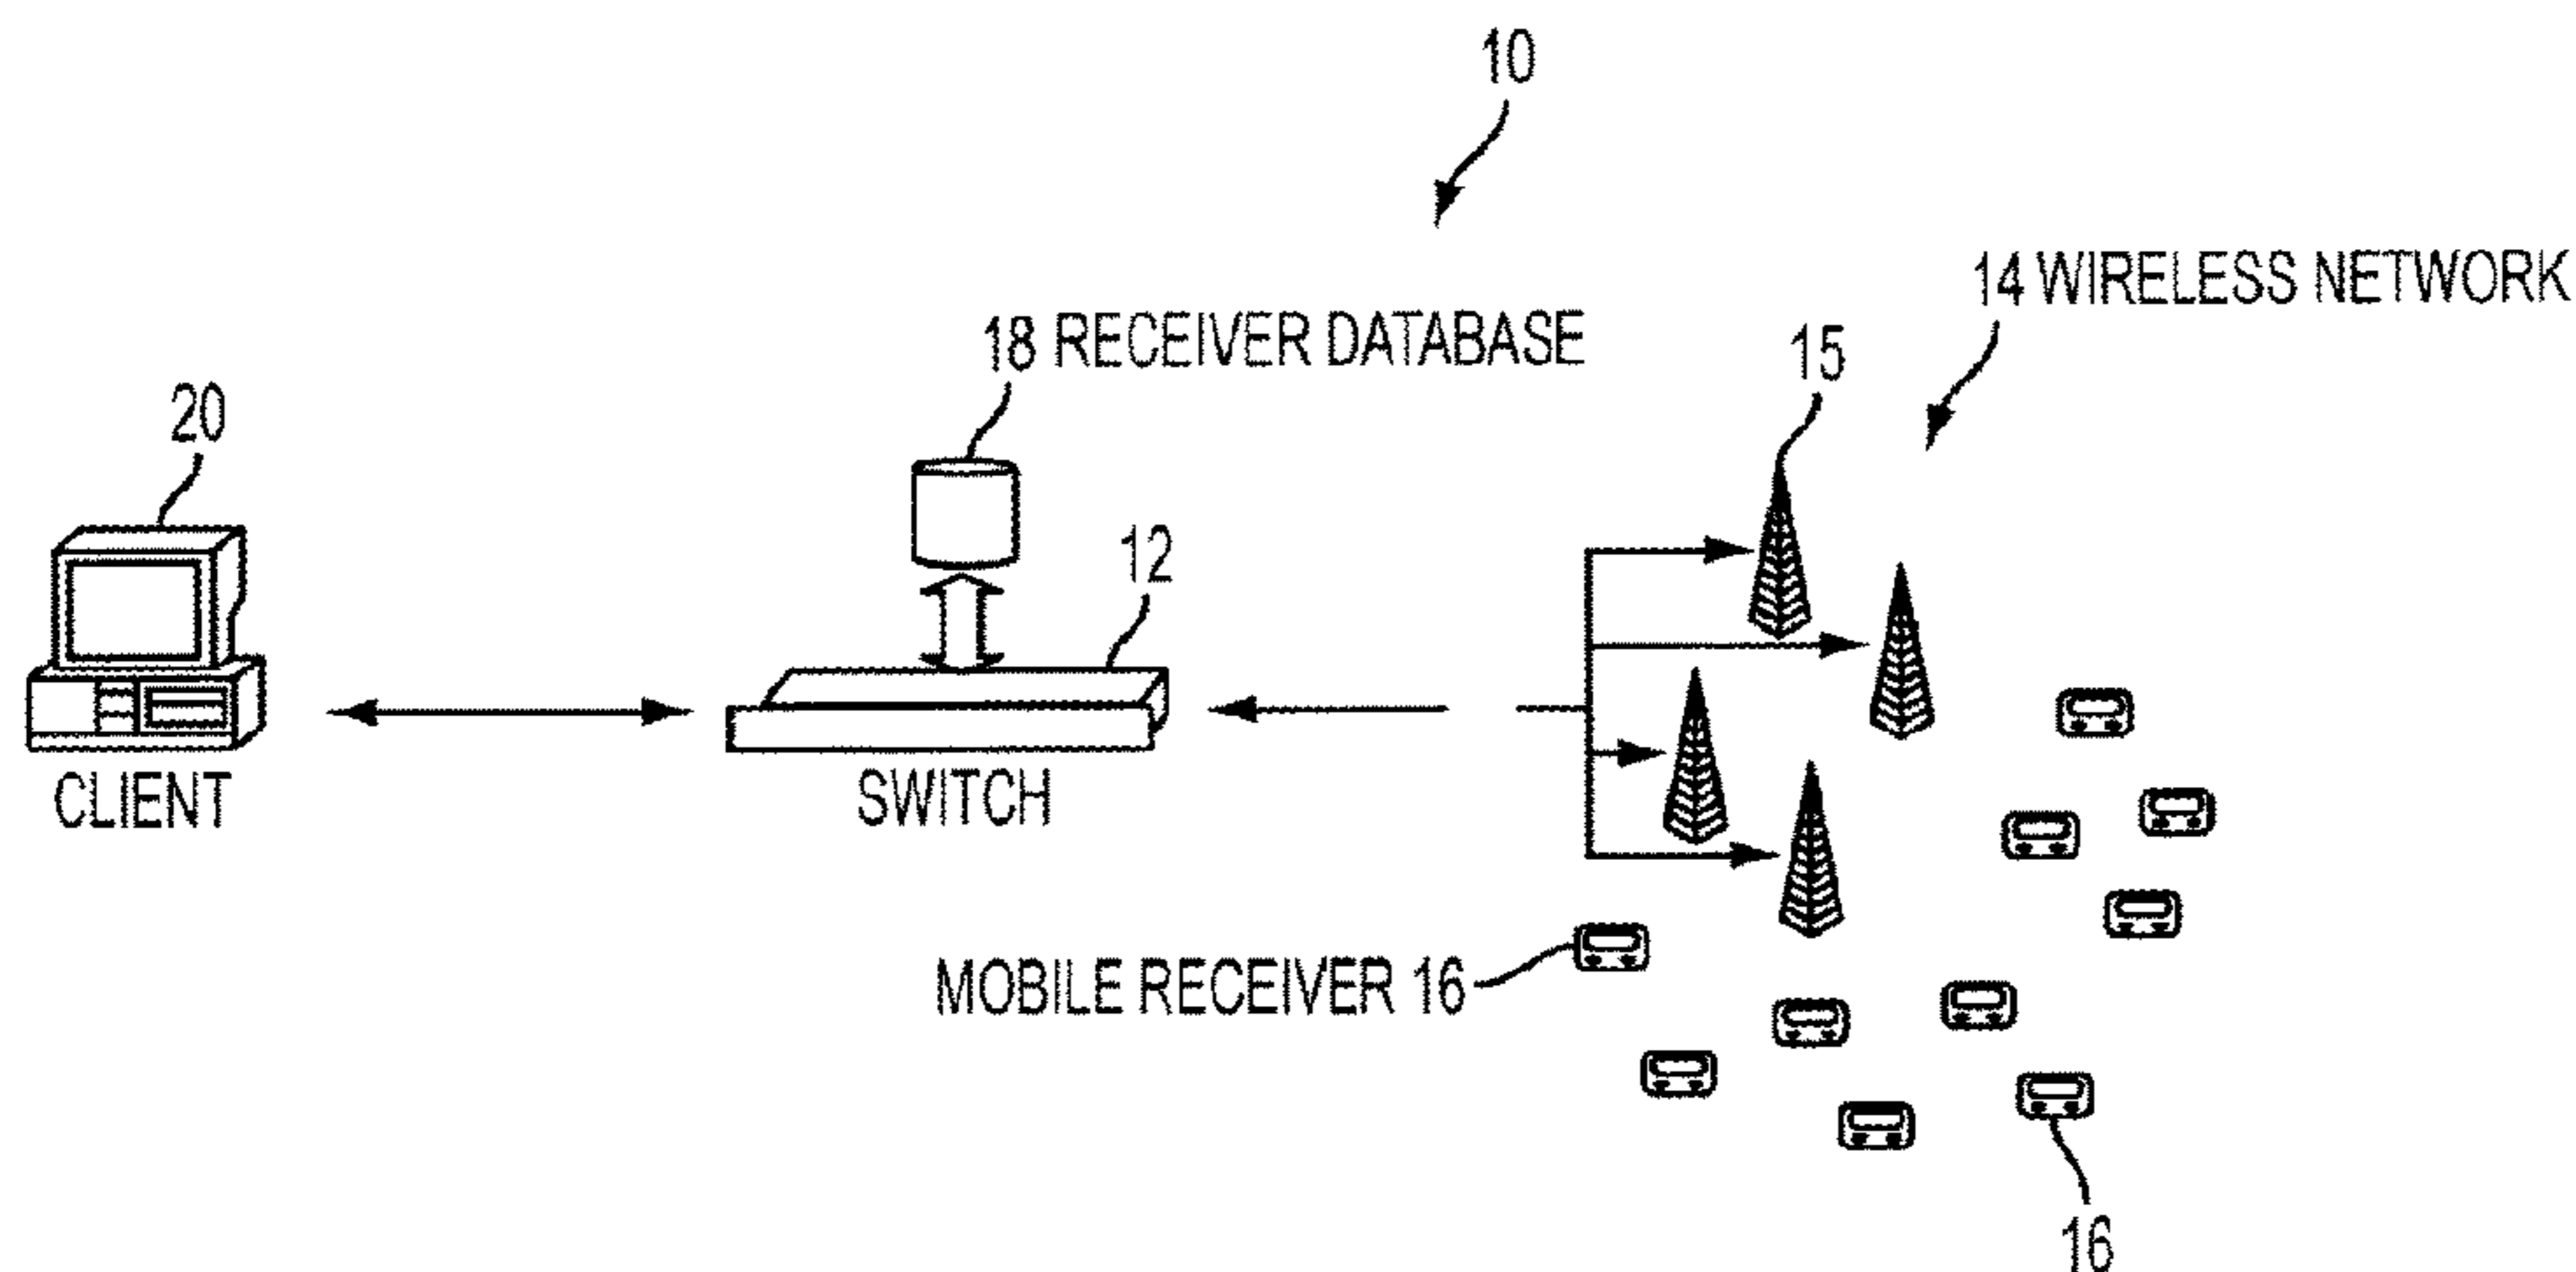 10
14 WIRELESS NETWORK
18 RECEIVER DATABASE
15
20
12
CLIENT
SWITCH
MOBILE RECEIVER 16
16